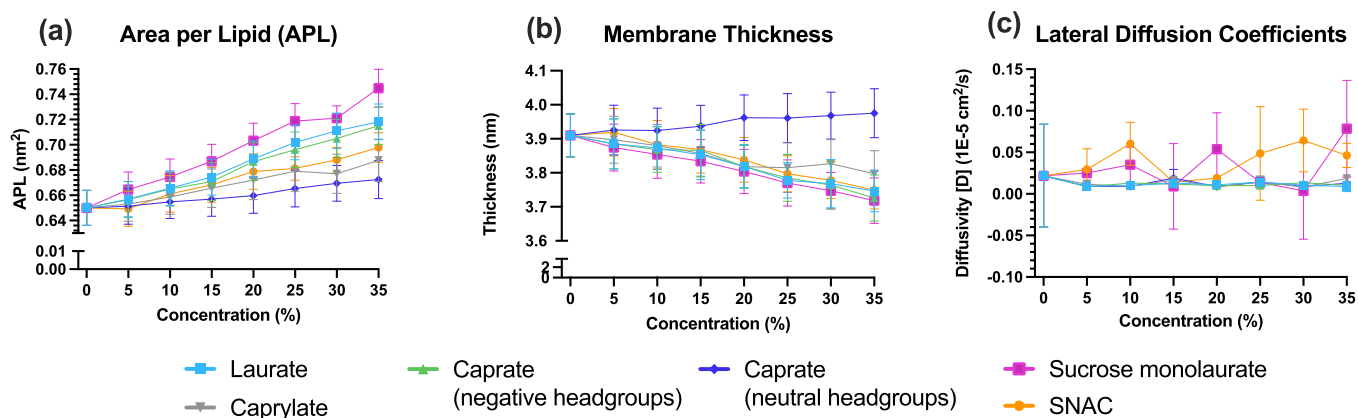 (a) Area per Lipid (APL)
0.76
0.74
0.72
0.70
0.68
0.66
0.64
0.01
0.00
APL (nm²)
0 5 10 15 20 25 30 35
Concentration (%)
(b) Membrane Thickness
4.1
4.0
3.9
3.8
3.7
3.6
2
0
Thickness (nm)
0 5 10 15 20 25 30 35
Concentration (%)
(c) Lateral Diffusion Coefficients
0.15
0.10
0.05
0.00
-0.05
-0.10
Diffusivity [D] (1E-5 cm²/s)
0 5 10 15 20 25 30 35
Concentration (%)
Laurate
Caprylate
Caprate
(negative headgroups)
Caprate
(neutral headgroups)
Sucrose monolaurate
SNAC